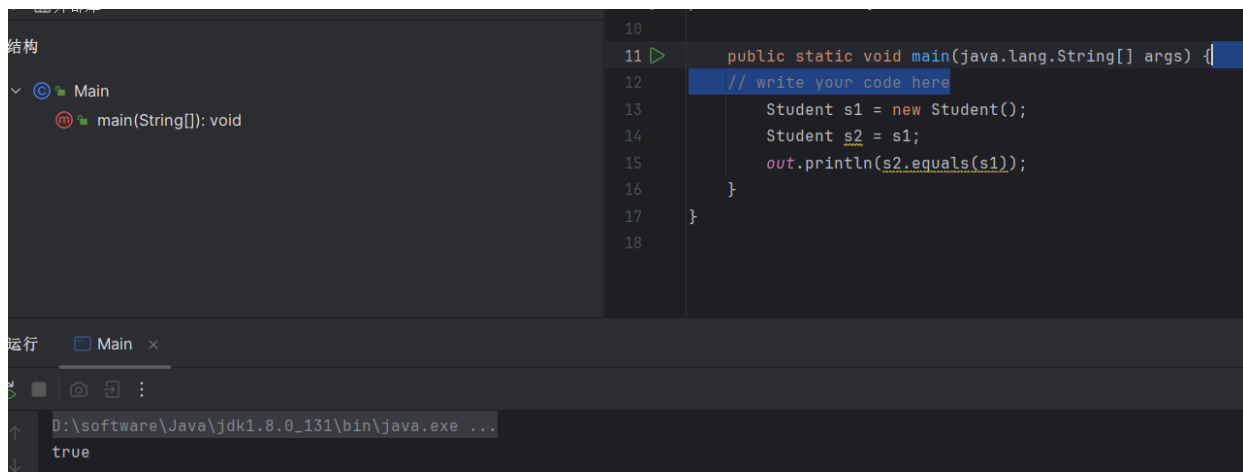 结构
Main
main(String[]): void
10
11 public static void main(java.lang.String[] args) {
12 // write your code here
13 Student s1 = new Student();
14 Student s2 = s1;
15 out.println(s2.equals(s1));
16 }
17 }
18
运行 Main ×
D:\software\Java\jdk1.8.0_131\bin\java.exe ...
true